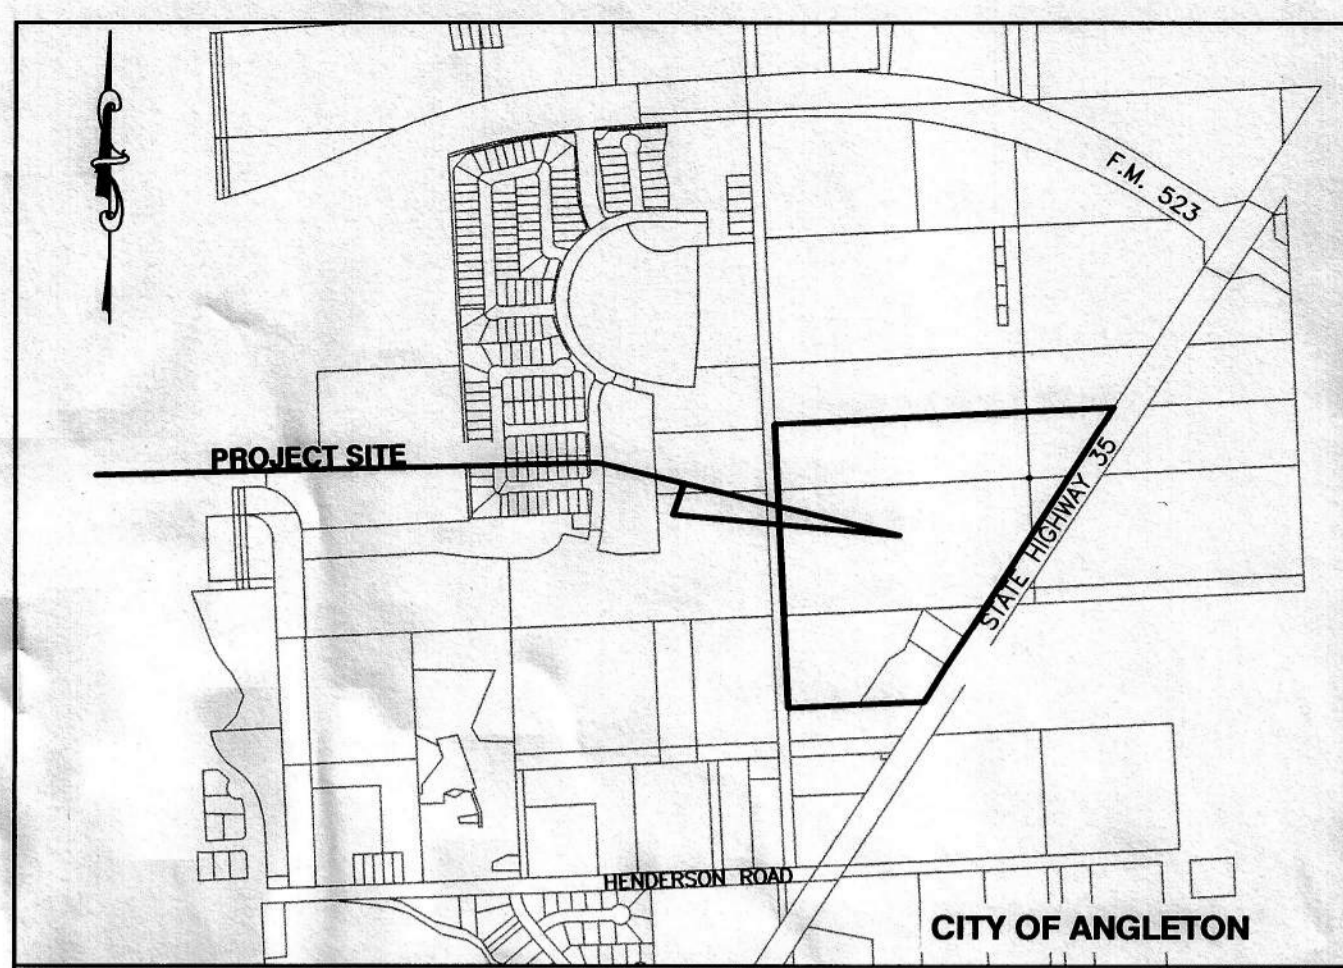 F.M. 523
PROJECT SITE
STATE HIGHWAY 35
HENDERSON ROAD
CITY OF ANGLETON